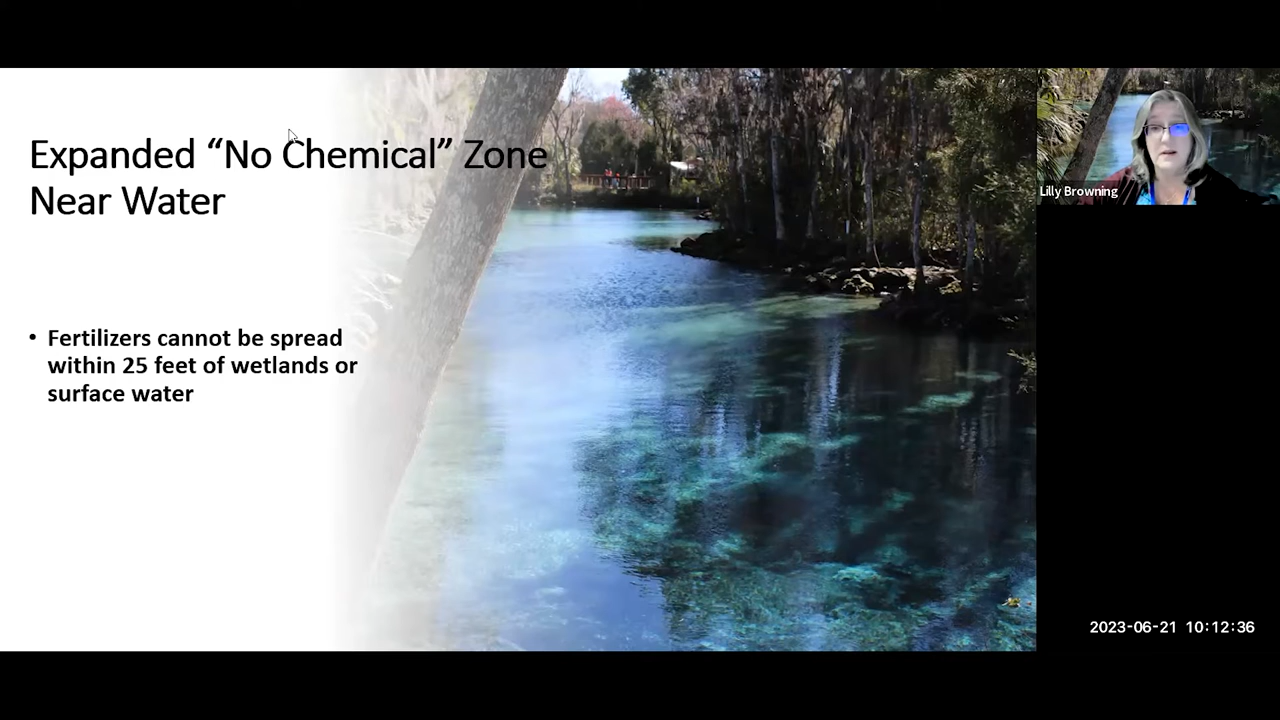 Expanded “No Chemical” Zone
Near Water
• Fertilizers cannot be spread
within 25 feet of wetlands or
surface water
Lilly Browning
2023-06-21 10:12:36